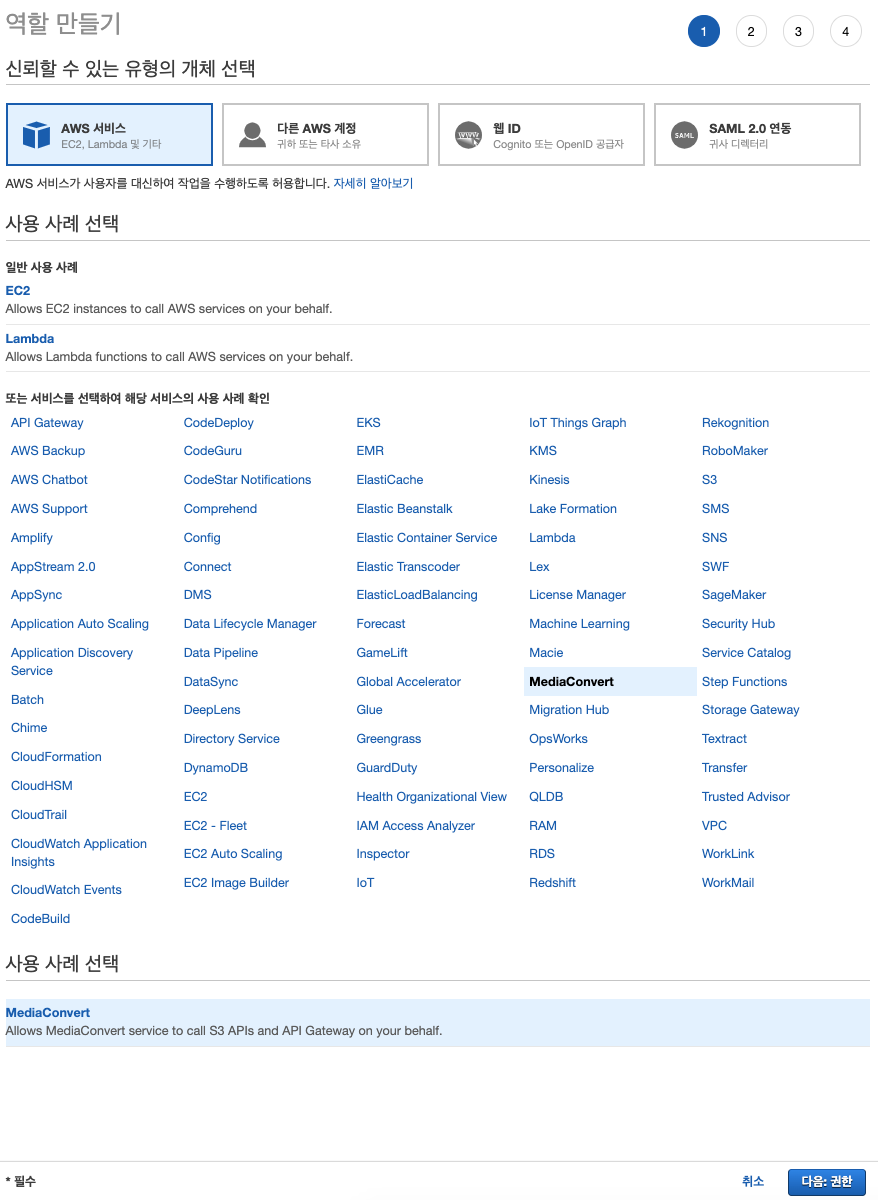 역할 만들기
1 2 3 4
신뢰할 수 있는 유형의 개체 선택
AWS 서비스
EC2, Lambda 및 기타
다른 AWS 계정
귀하 또는 타사 소유
WWW
웹 ID
Cognito 또는 OpenID 공급자
SAML
SAML 2.0 연동
귀사 디렉터리
AWS 서비스가 사용자를 대신하여 작업을 수행하도록 허용합니다. 자세히 알아보기
사용 사례 선택
일반 사용 사례
EC2
Allows EC2 instances to call AWS services on your behalf.
Lambda
Allows Lambda functions to call AWS services on your behalf.
또는 서비스를 선택하여 해당 서비스의 사용 사례 확인
API Gateway
AWS Backup
AWS Chatbot
AWS Support
Amplify
AppStream 2.0
AppSync
Application Auto Scaling
Application Discovery
Service
Batch
Chime
CloudFormation
CloudHSM
CloudTrail
CloudWatch Application
Insights
CloudWatch Events
CodeBuild
CodeDeploy
CodeGuru
CodeStar Notifications
Comprehend
Config
Connect
DMS
Data Lifecycle Manager
Data Pipeline
DataSync
DeepLens
Directory Service
DynamoDB
EC2
EC2 - Fleet
EC2 Auto Scaling
EC2 Image Builder
EKS
EMR
ElastiCache
Elastic Beanstalk
Elastic Container Service
Elastic Transcoder
ElasticLoadBalancing
Forecast
GameLift
Global Accelerator
Glue
Greengrass
GuardDuty
Health Organizational View
IAM Access Analyzer
Inspector
IoT
IoT Things Graph
KMS
Kinesis
Lake Formation
Lambda
Lex
License Manager
Machine Learning
Macie
MediaConvert
Migration Hub
OpsWorks
Personalize
QLDB
RAM
RDS
Redshift
Rekognition
RoboMaker
S3
SMS
SNS
SWF
SageMaker
Security Hub
Service Catalog
Step Functions
Storage Gateway
Textract
Transfer
Trusted Advisor
VPC
WorkLink
WorkMail
사용 사례 선택
MediaConvert
Allows MediaConvert service to call S3 APIs and API Gateway on your behalf.
* 필수
취소
다음: 권한